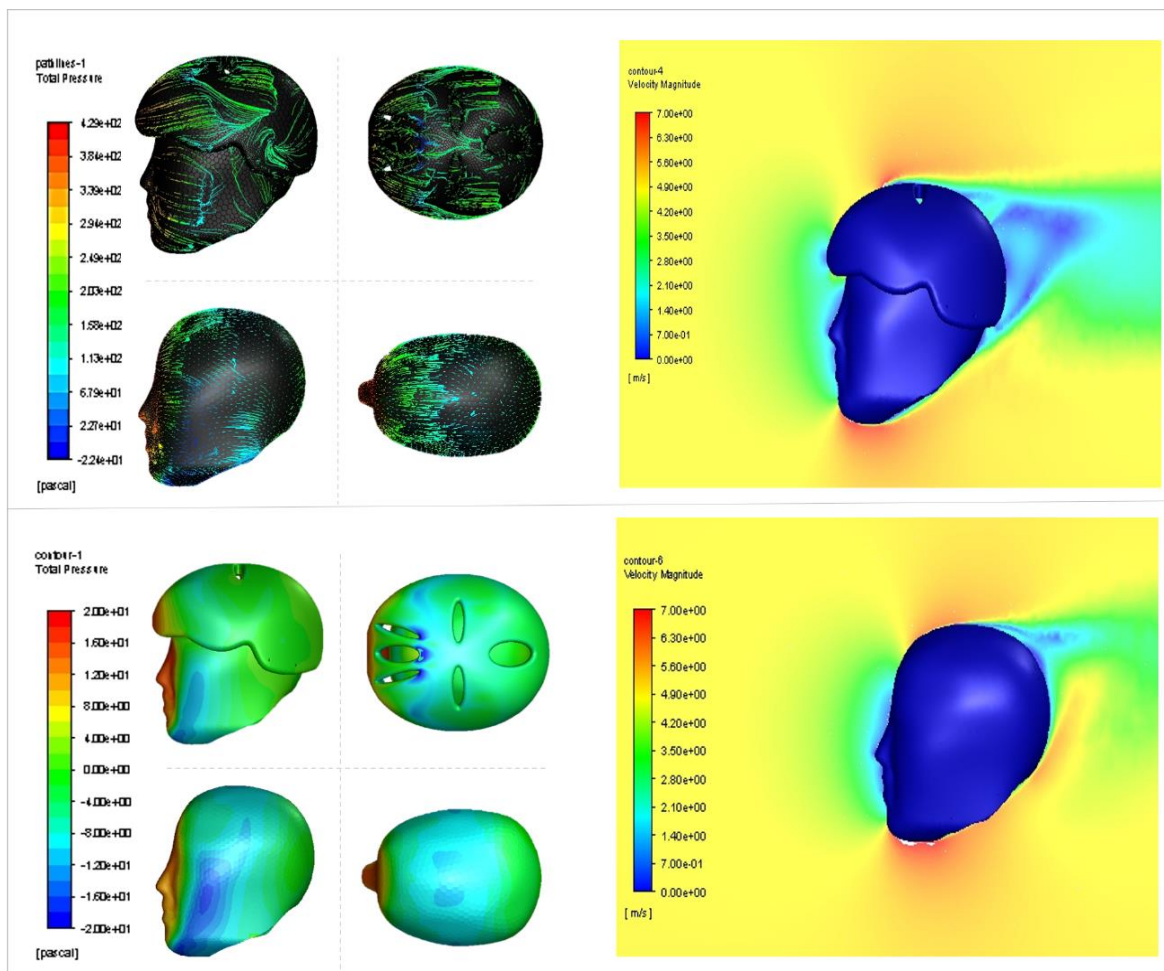 pathlines-1
Total Pressure
4.29e+02
3.84e+02
3.39e+02
2.94e+02
2.49e+02
2.03e+02
1.58e+02
1.13e+02
6.79e+01
2.27e+01
-2.24e+01
[pascal]
contour-4
Velocity Magnitude
7.00e+00
6.30e+00
5.60e+00
4.90e+00
4.20e+00
3.50e+00
2.80e+00
2.10e+00
1.40e+00
7.00e-01
0.00e+00
[ m/s ]
contour-1
Total Pressure
2.00e+01
1.60e+01
1.20e+01
8.00e+00
4.00e+00
0.00e+00
-4.00e+00
-8.00e+00
-1.20e+01
-1.60e+01
-2.00e+01
[pascal]
contour-6
Velocity Magnitude
7.00e+00
6.30e+00
5.60e+00
4.90e+00
4.20e+00
3.50e+00
2.80e+00
2.10e+00
1.40e+00
7.00e-01
0.00e+00
[ m/s ]